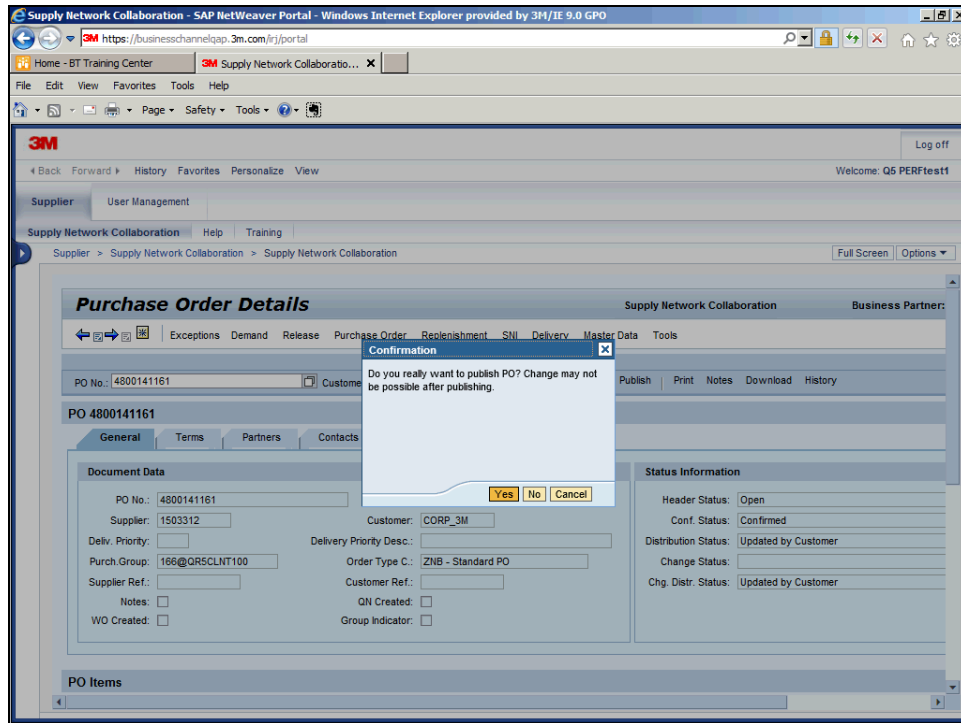 Supply Network Collaboration - SAP NetWeaver Portal - Windows Internet Explorer provided by 3M/IE 9.0 GPO
3M https://businesschannelqap.3m.com/irj/portal
Home - BT Training Center 3M Supply Network Collaboratio... X
File Edit View Favorites Tools Help
Page Safety Tools
3M Log off
Back Forward History Favorites Personalize View Welcome: Q5 PERFtest1
Supplier User Management
Supply Network Collaboration Help Training
Supplier > Supply Network Collaboration > Supply Network Collaboration Full Screen Options
Purchase Order Details Supply Network Collaboration Business Partner:
Exceptions Demand Release Purchase Order Replenishment SNI Delivery Master Data Tools
Confirmation
Do you really want to publish PO? Change may not
be possible after publishing.
Yes No Cancel
PO No.: 4800141161 Custome Publish Print Notes Download History
PO 4800141161
General Terms Partners Contacts
Document Data Status Information
PO No.: 4800141161 Header Status: Open
Supplier: 1503312 Customer: CORP_3M Conf. Status: Confirmed
Deliv. Priority: Delivery Priority Desc.: Distribution Status: Updated by Customer
Purch.Group: 166@QR5CLNT100 Order Type C.: ZNB - Standard PO Change Status:
Supplier Ref.: Customer Ref.: Chg. Distr. Status: Updated by Customer
Notes: QN Created:
WO Created: Group Indicator:
PO Items